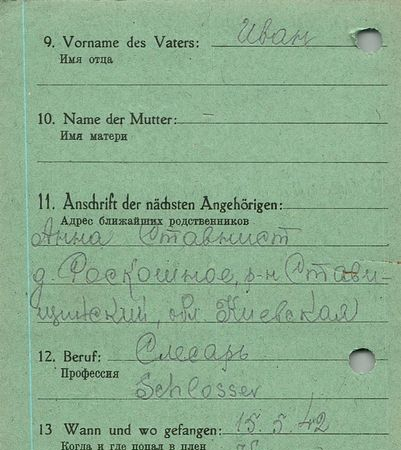 9. Vorname des Vaters: Иван
Имя отца
10. Name der Mutter:
Имя матери
11. Anschrift der nächsten Angehörigen:
Адрес ближайших родственников
Анна Ставнист
д. Роскошное, р-н Стави-
щинский, обл. Киевская
12. Beruf: Слесарь
Профессия
Schlosser
13 Wann und wo gefangen: 15. 5. 42
Когда и где попал в плен